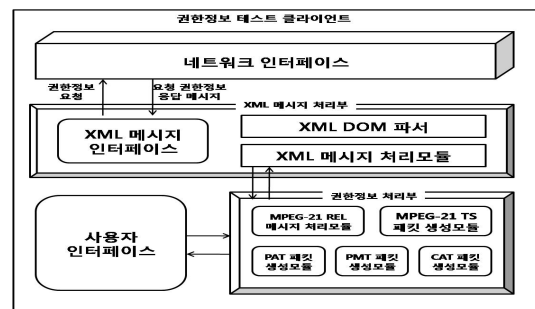 권한정보 테스트 클라이언트
네트워크 인터페이스
권한정보
요청
요청 권한정보
응답 메시지
XML 메시지 처리부
XML 메시지
인터페이스
XML DOM 파서
XML 메시지 처리모듈
권한정보 처리부
사용자
인터페이스
MPEG-21 REL
메시지 처리모듈
MPEG-21 TS
패킷 생성모듈
PAT 패킷
생성모듈
PMT 패킷
생성모듈
CAT 패킷
생성모듈